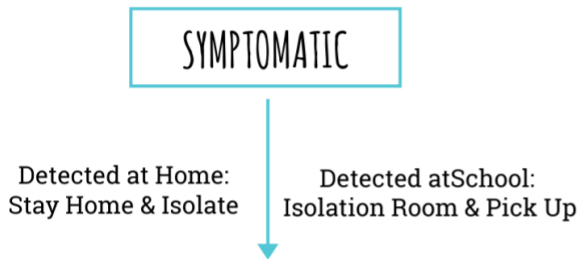 SYMPTOMATIC
Detected at Home:
Stay Home & Isolate
Detected atSchool:
Isolation Room & Pick Up